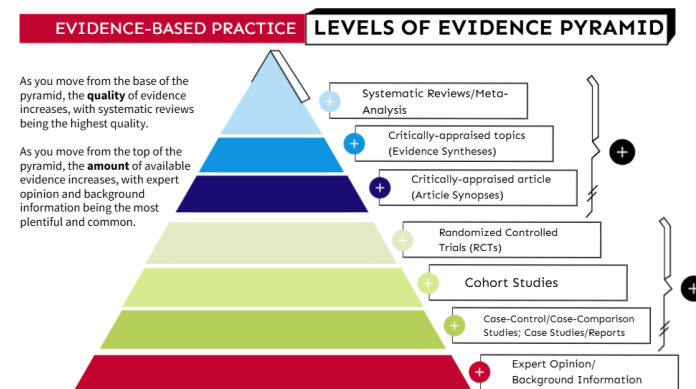 EVIDENCE-BASED PRACTICE LEVELS OF EVIDENCE PYRAMID
As you move from the base of the
pyramid, the quality of evidence
increases, with systematic reviews
being the highest quality.
As you move from the top of the
pyramid, the amount of available
evidence increases, with expert
opinion and background
information being the most
plentiful and common.
Systematic Reviews/Meta-
Analysis
Critically-appraised topics
(Evidence Syntheses)
Critically-appraised article
(Article Synopses)
Randomized Controlled
Trials (RCTs)
Cohort Studies
Case-Control/Case-Comparison
Studies; Case Studies/Reports
Expert Opinion/
Background Information